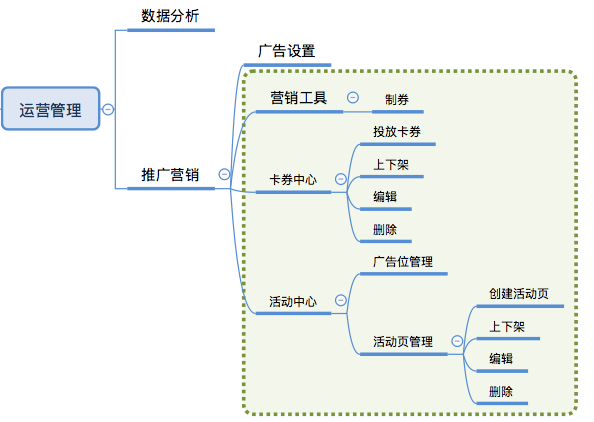 运营管理
数据分析
推广营销
广告设置
营销工具
制券
卡券中心
投放卡券
上下架
编辑
删除
活动中心
广告位管理
活动页管理
创建活动页
上下架
编辑
删除